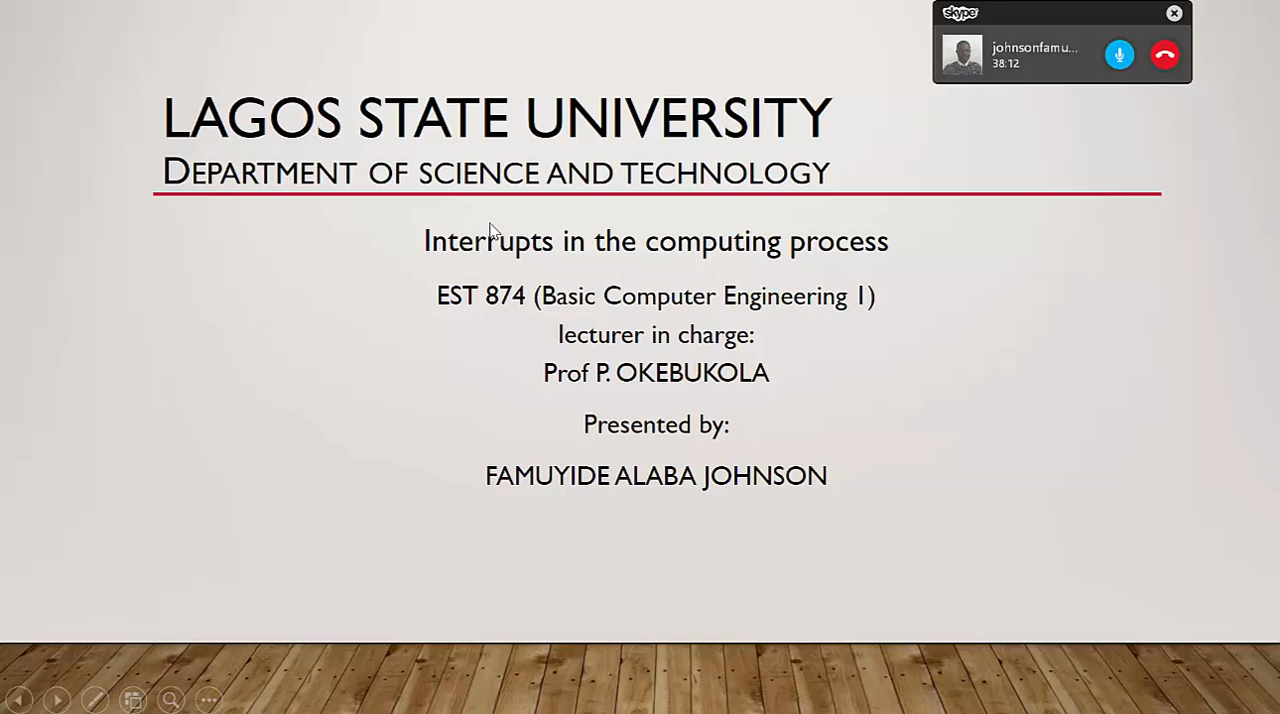 skype
johnsonfamu...
38:12
LAGOS STATE UNIVERSITY
DEPARTMENT OF SCIENCE AND TECHNOLOGY
Interrupts in the computing process
EST 874 (Basic Computer Engineering 1)
lecturer in charge:
Prof P. OKEBUKOLA
Presented by:
FAMUYIDE ALABA JOHNSON